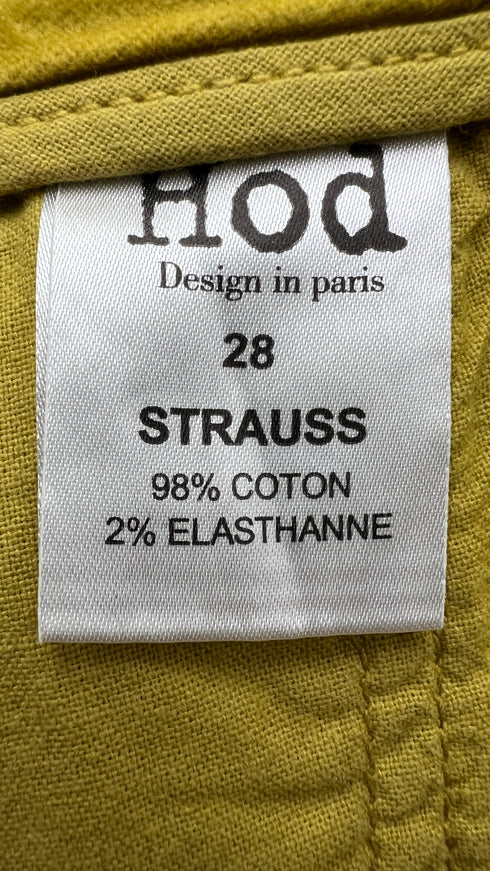 Hod
Design in paris
28
STRAUSS
98% COTON
2% ELASTHANNE